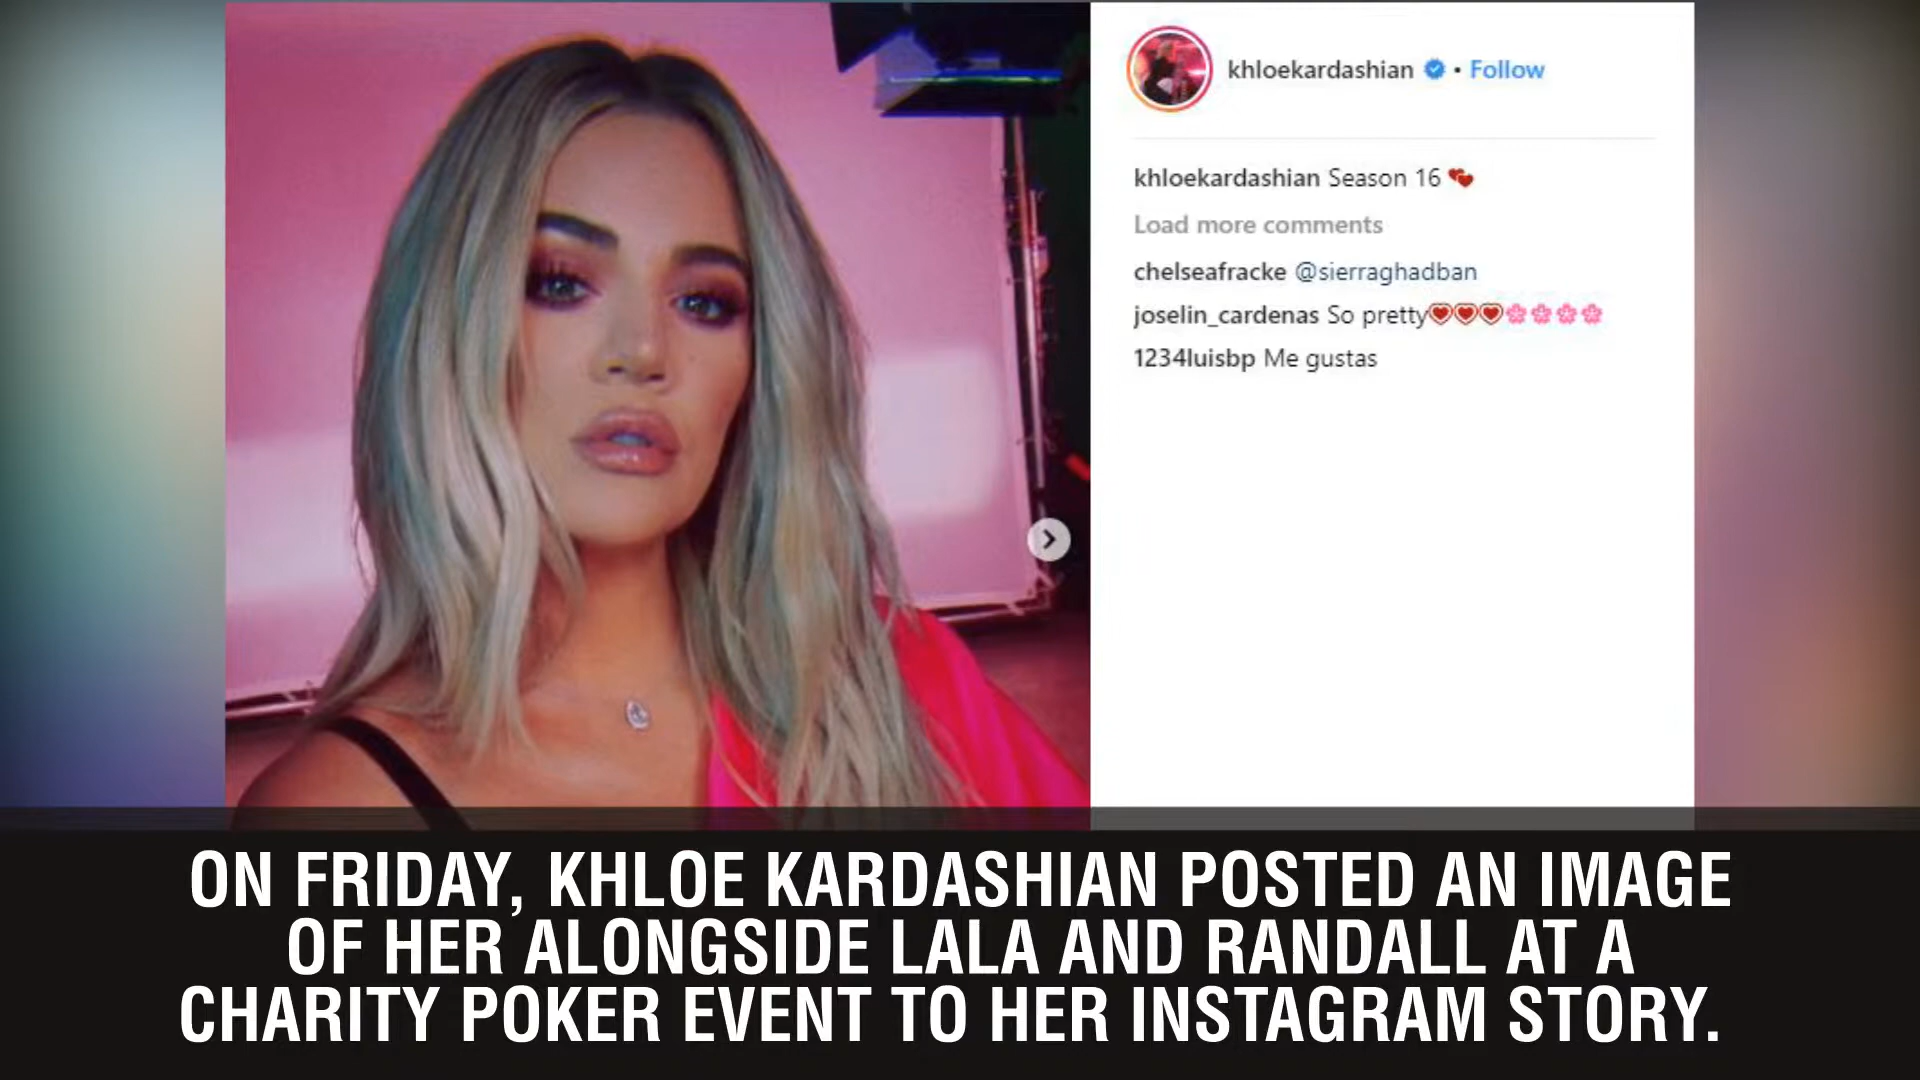 khloekardashian • Follow
khloekardashian Season 16 💕
Load more comments
chelseafracke @sierraghadban
joselin_cardenas So pretty💟💟💟🌸🌸🌸🌸
1234luisbp Me gustas
ON FRIDAY, KHLOE KARDASHIAN POSTED AN IMAGE
OF HER ALONGSIDE LALA AND RANDALL AT A
CHARITY POKER EVENT TO HER INSTAGRAM STORY.